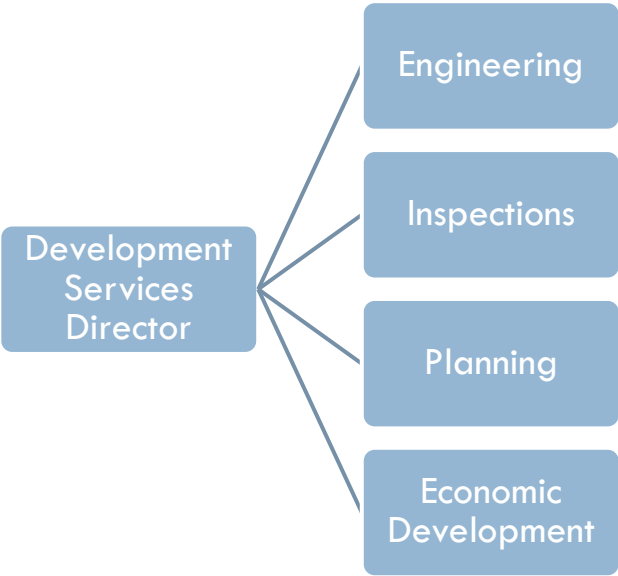 Engineering
Inspections
Development
Services
Director
Planning
Economic
Development